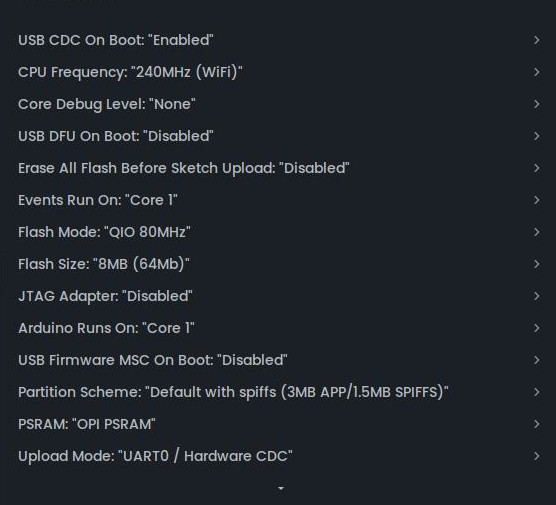 USB CDC On Boot: "Enabled"
CPU Frequency: "240MHz (WiFi)"
Core Debug Level: "None"
USB DFU On Boot: "Disabled"
Erase All Flash Before Sketch Upload: "Disabled"
Events Run On: "Core 1"
Flash Mode: "QIO 80MHz"
Flash Size: "8MB (64Mb)"
JTAG Adapter: "Disabled"
Arduino Runs On: "Core 1"
USB Firmware MSC On Boot: "Disabled"
Partition Scheme: "Default with spiffs (3MB APP/1.5MB SPIFFS)"
PSRAM: "OPI PSRAM"
Upload Mode: "UART0 / Hardware CDC"